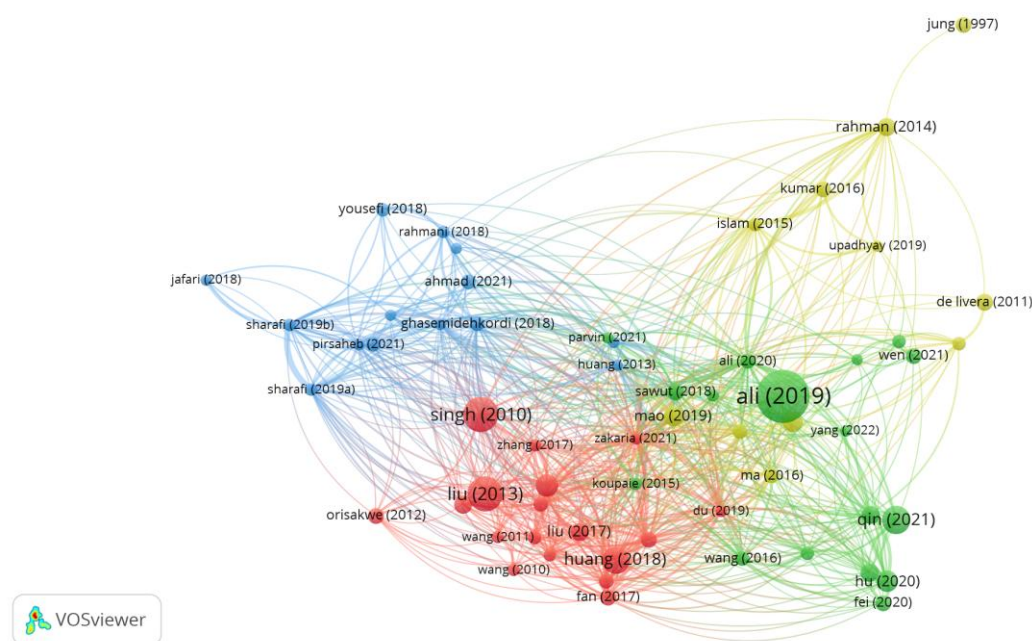 jung (1997)
rahman (2014)
kumar (2016)
yousefi (2018)
islam (2015)
rahmani (2018)
upadhyay (2019)
jafari (2018)
ahmad (2021)
de livera (2011)
sharafi (2019b)
ghasemidehkordi (2018)
pirsaheb (2021)
parvin (2021)
wen (2021)
huang (2013)
ali (2020)
sharafi (2019a)
sawut (2018)
ali (2019)
singh (2010)
mao (2019)
yang (2022)
zhang (2017)
zakaria (2021)
ma (2016)
koupaie (2015)
liu (2013)
orisakwe (2012)
du (2019)
qin (2021)
wang (2011)
liu (2017)
huang (2018)
wang (2016)
wang (2010)
hu (2020)
fan (2017)
fei (2020)
VOSviewer